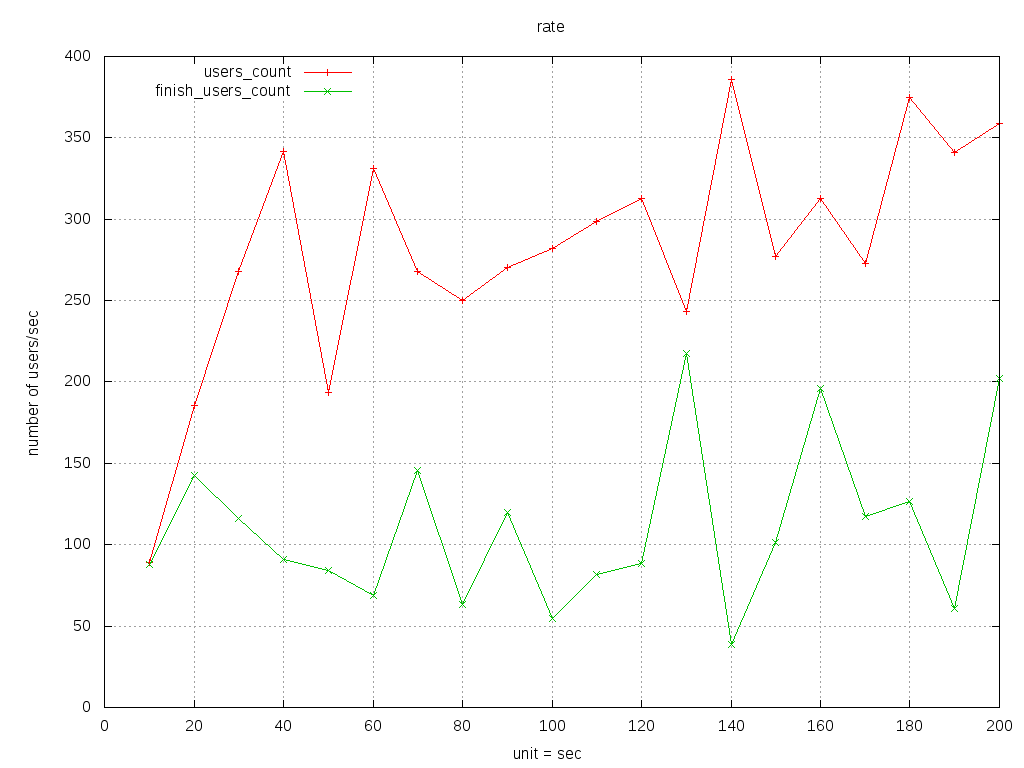 rate
400
350
300
250
200
150
100
50
0
users_count
finish_users_count
number of users/sec
0 20 40 60 80 100 120 140 160 180 200
unit = sec